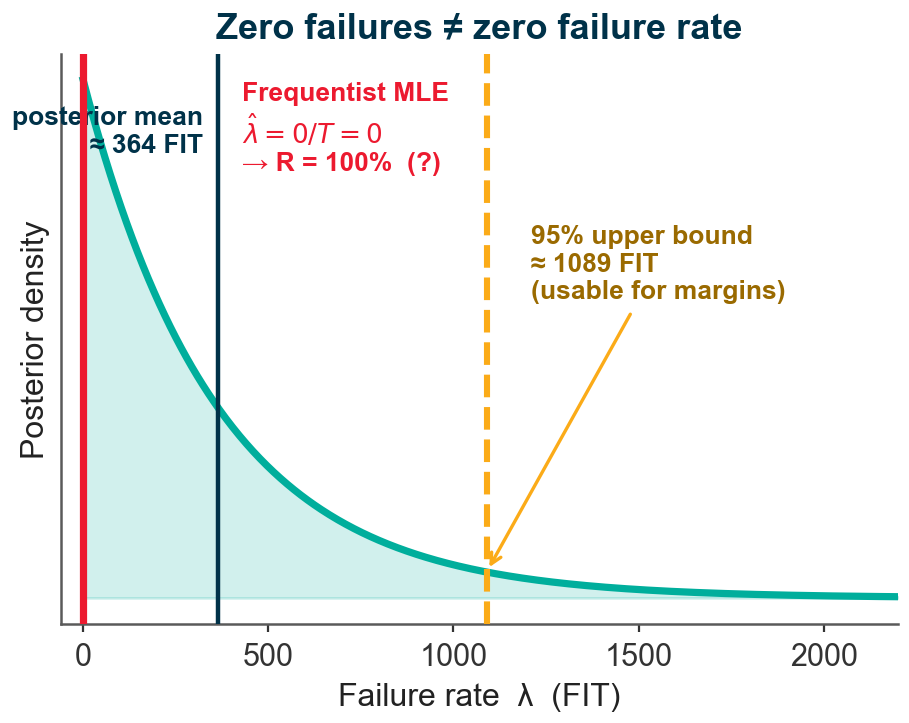 Zero failures ≠ zero failure rate
posterior mean
≈ 364 FIT
Frequentist MLE
λ̂ = 0/T = 0
→ R = 100% (?)
95% upper bound
≈ 1089 FIT
(usable for margins)
Posterior density
0 500 1000 1500 2000
Failure rate λ (FIT)